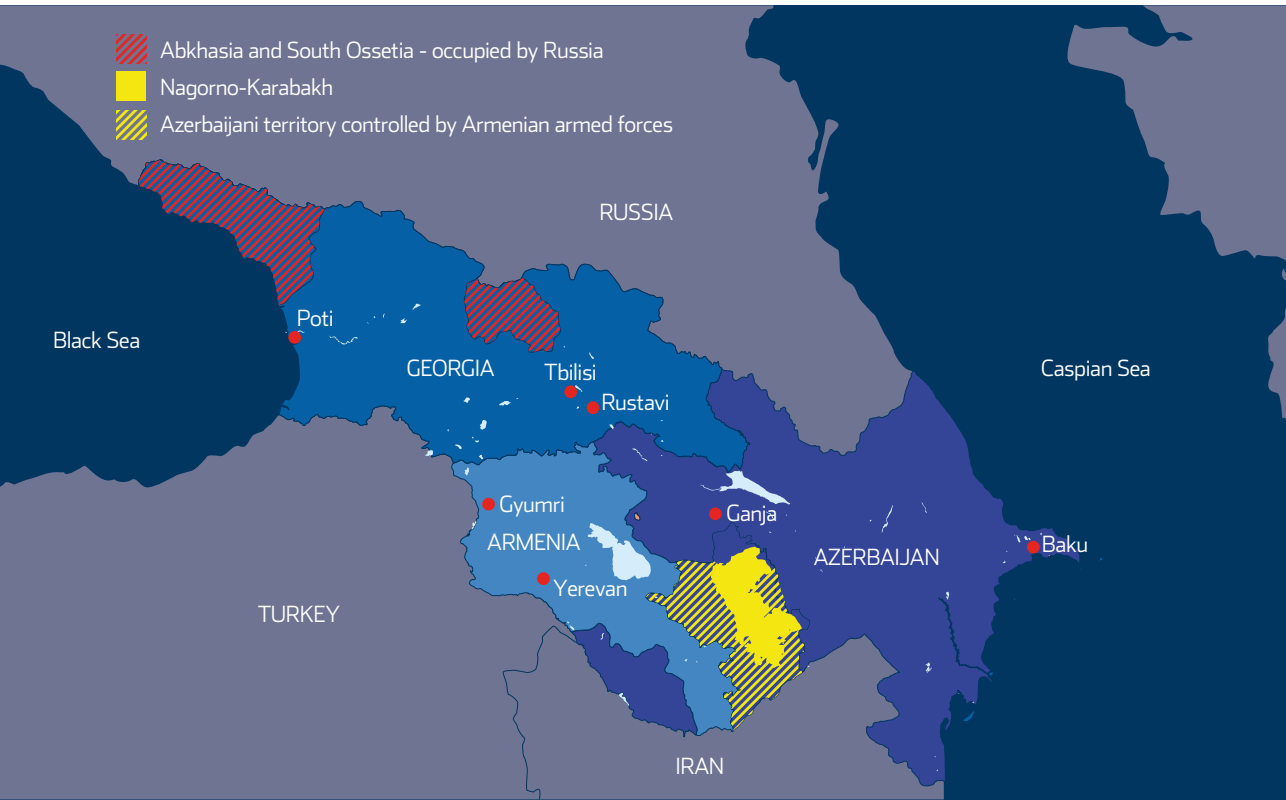 Abkhasia and South Ossetia - occupied by Russia
Nagorno-Karabakh
Azerbaijani territory controlled by Armenian armed forces
RUSSIA
Poti
Black Sea
GEORGIA
Tbilisi
Caspian Sea
Rustavi
Gyumri
Ganja
ARMENIA
Baku
AZERBAIJAN
Yerevan
TURKEY
IRAN